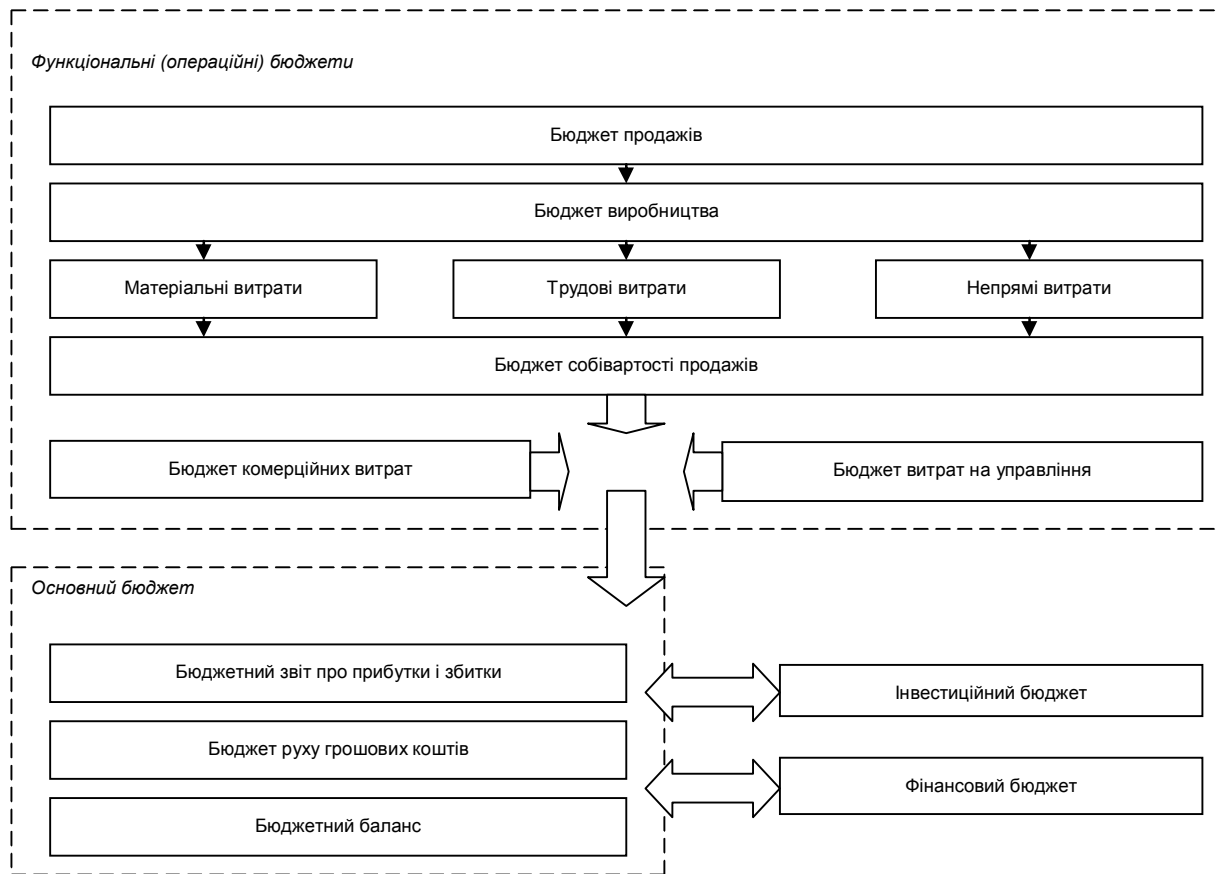 Функціональні (операційні) бюджети
Бюджет продажів
Бюджет виробництва
Матеріальні витрати
Трудові витрати
Непрямі витрати
Бюджет собівартості продажів
Бюджет комерційних витрат
Бюджет витрат на управління
Основний бюджет
Бюджетний звіт про прибутки і збитки
Інвестиційний бюджет
Бюджет руху грошових коштів
Фінансовий бюджет
Бюджетний баланс